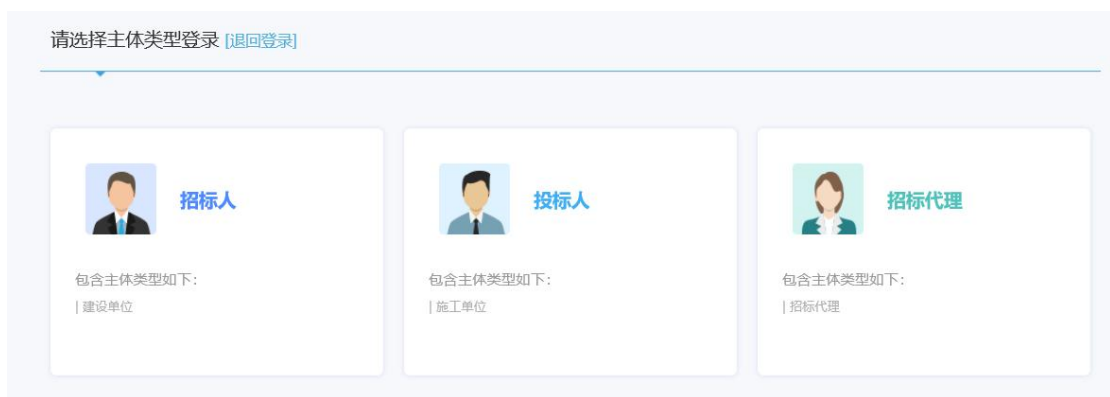 请选择主体类型登录 [退回登录]
招标人
包含主体类型如下：
| 建设单位
投标人
包含主体类型如下：
| 施工单位
招标代理
包含主体类型如下：
| 招标代理